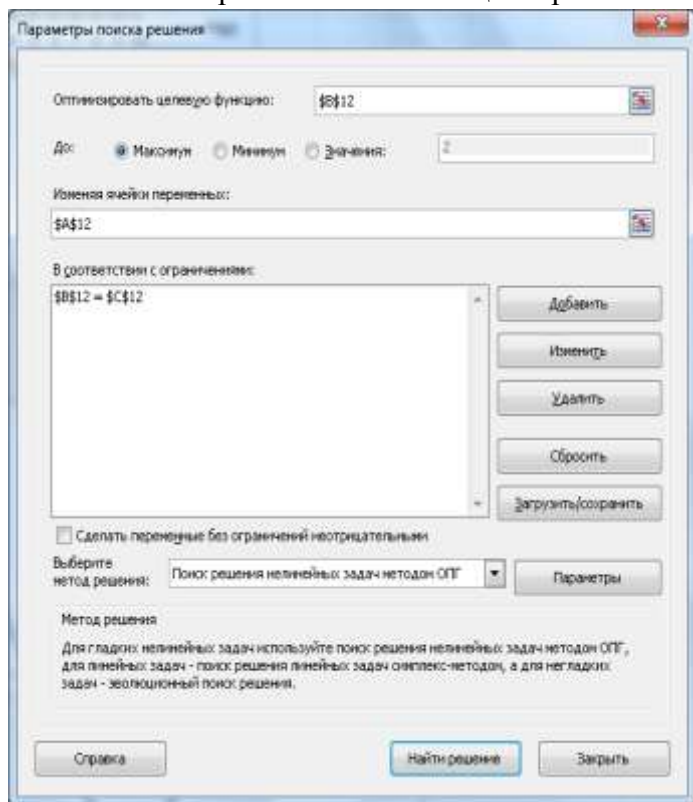 Параметры поиска решения
Оптимизировать целевую функцию: $B$12
До: Максимум Минимум Значения: 2
Изменяя ячейки переменных:
$A$12
В соответствии с ограничениями:
$B$12 = $C$12
Добавить
Изменить
Удалить
Сбросить
Загрузить/сохранить
Сделать переменные без ограничений неотрицательными
Выберите
метод решения: Поиск решения нелинейных задач методом ОПГ Параметры
Метод решения
Для гладких нелинейных задач используйте поиск решения нелинейных задач методом ОПГ,
для линейных задач - поиск решения линейных задач симплекс-методом, а для негладких
задач - эволюционный поиск решения.
Справка Найти решение Закрыть